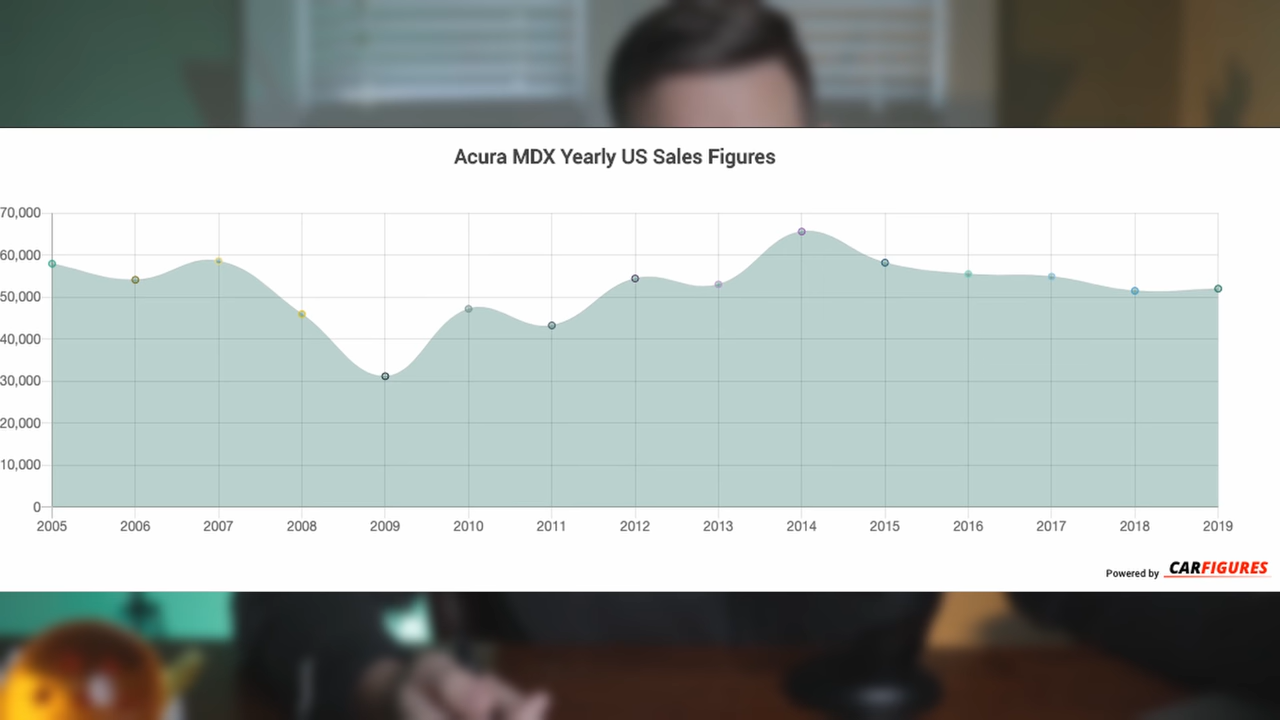 Acura MDX Yearly US Sales Figures
70,000
60,000
50,000
40,000
30,000
20,000
10,000
0
2005 2006 2007 2008 2009 2010 2011 2012 2013 2014 2015 2016 2017 2018 2019
Powered by CARFIGURES